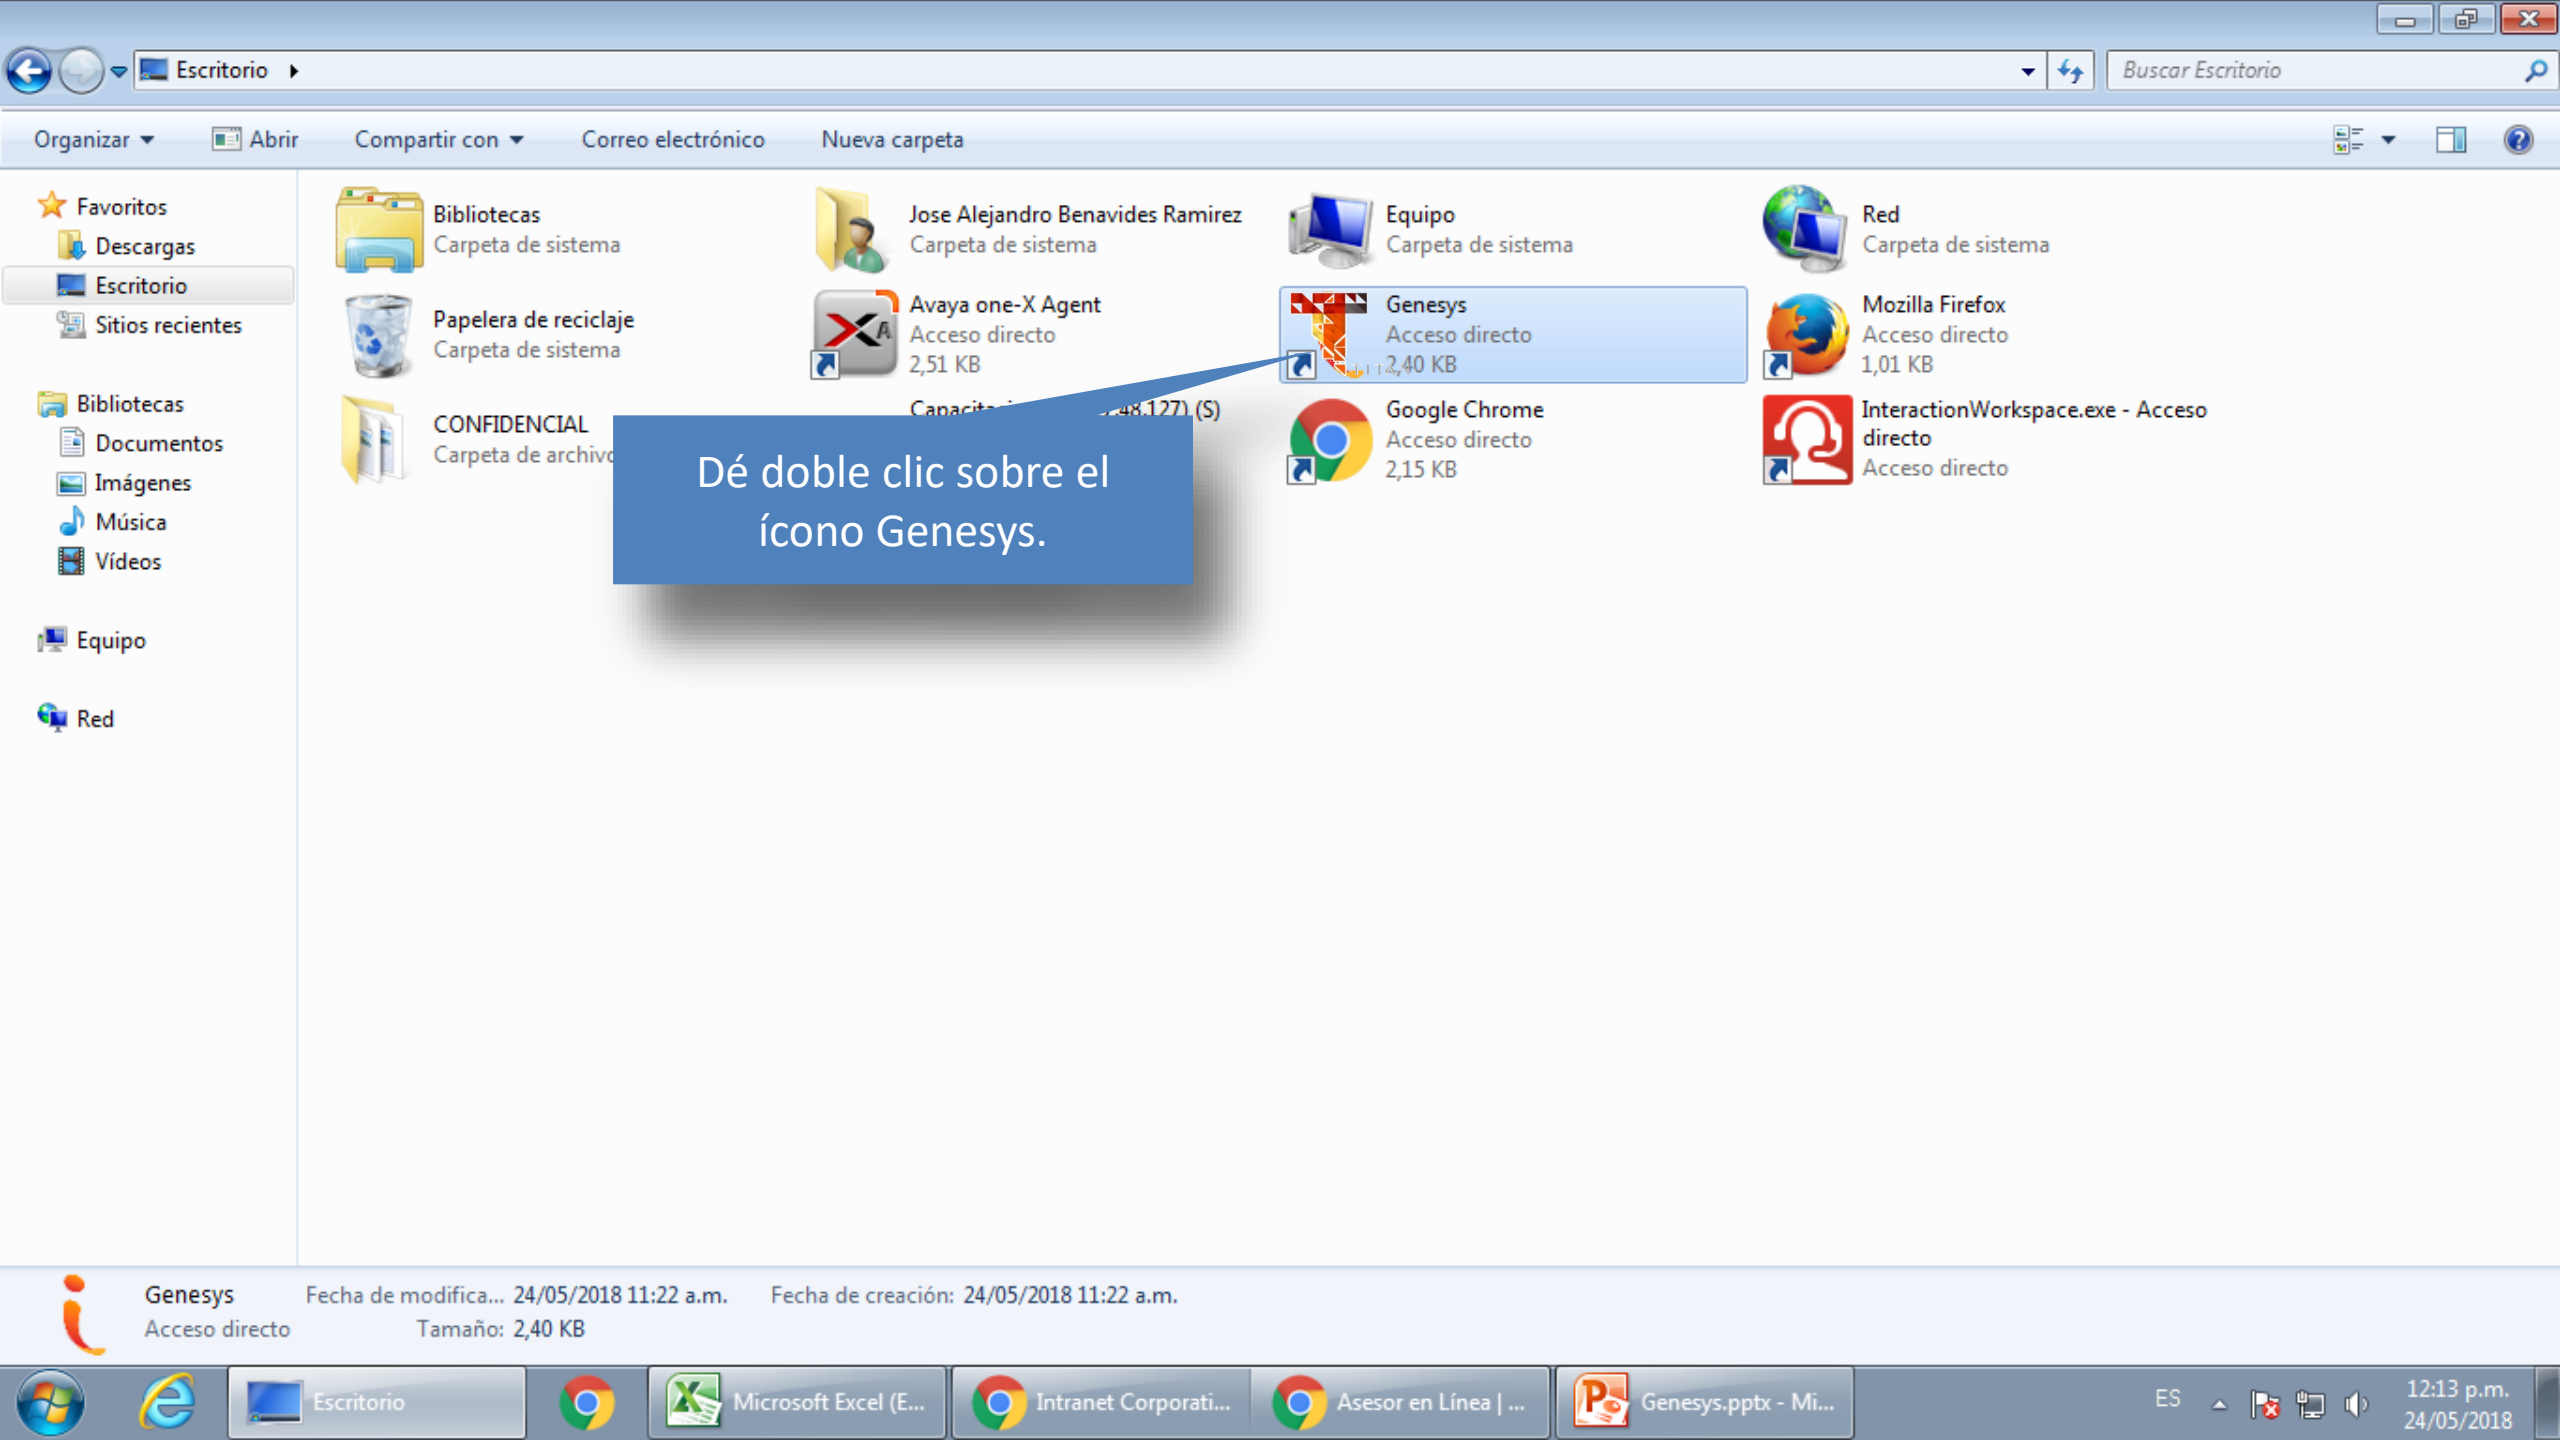 Escritorio
Buscar Escritorio
Organizar
Abrir
Compartir con
Correo electrónico
Nueva carpeta
Favoritos
Descargas
Escritorio
Sitios recientes
Bibliotecas
Documentos
Imágenes
Música
Vídeos
Equipo
Red
Bibliotecas
Carpeta de sistema
Jose Alejandro Benavides Ramirez
Carpeta de sistema
Equipo
Carpeta de sistema
Red
Carpeta de sistema
Papelera de reciclaje
Carpeta de sistema
Avaya one-X Agent
Acceso directo
2,51 KB
Genesys
Acceso directo
2,40 KB
Mozilla Firefox
Acceso directo
1,01 KB
CONFIDENCIAL
Carpeta de
48.127) (S)
Google Chrome
Acceso directo
2,15 KB
InteractionWorkspace.exe - Acceso
directo
Acceso directo
Dé doble clic sobre el
ícono Genesys.
Genesys
Fecha de modifica... 24/05/2018 11:22 a.m.
Fecha de creación: 24/05/2018 11:22 a.m.
Acceso directo
Tamaño: 2,40 KB
Escritorio
Microsoft Excel (E...
Intranet Corporati...
Asesor en Línea | ...
Genesys.pptx - Mi...
ES
12:13 p.m.
24/05/2018